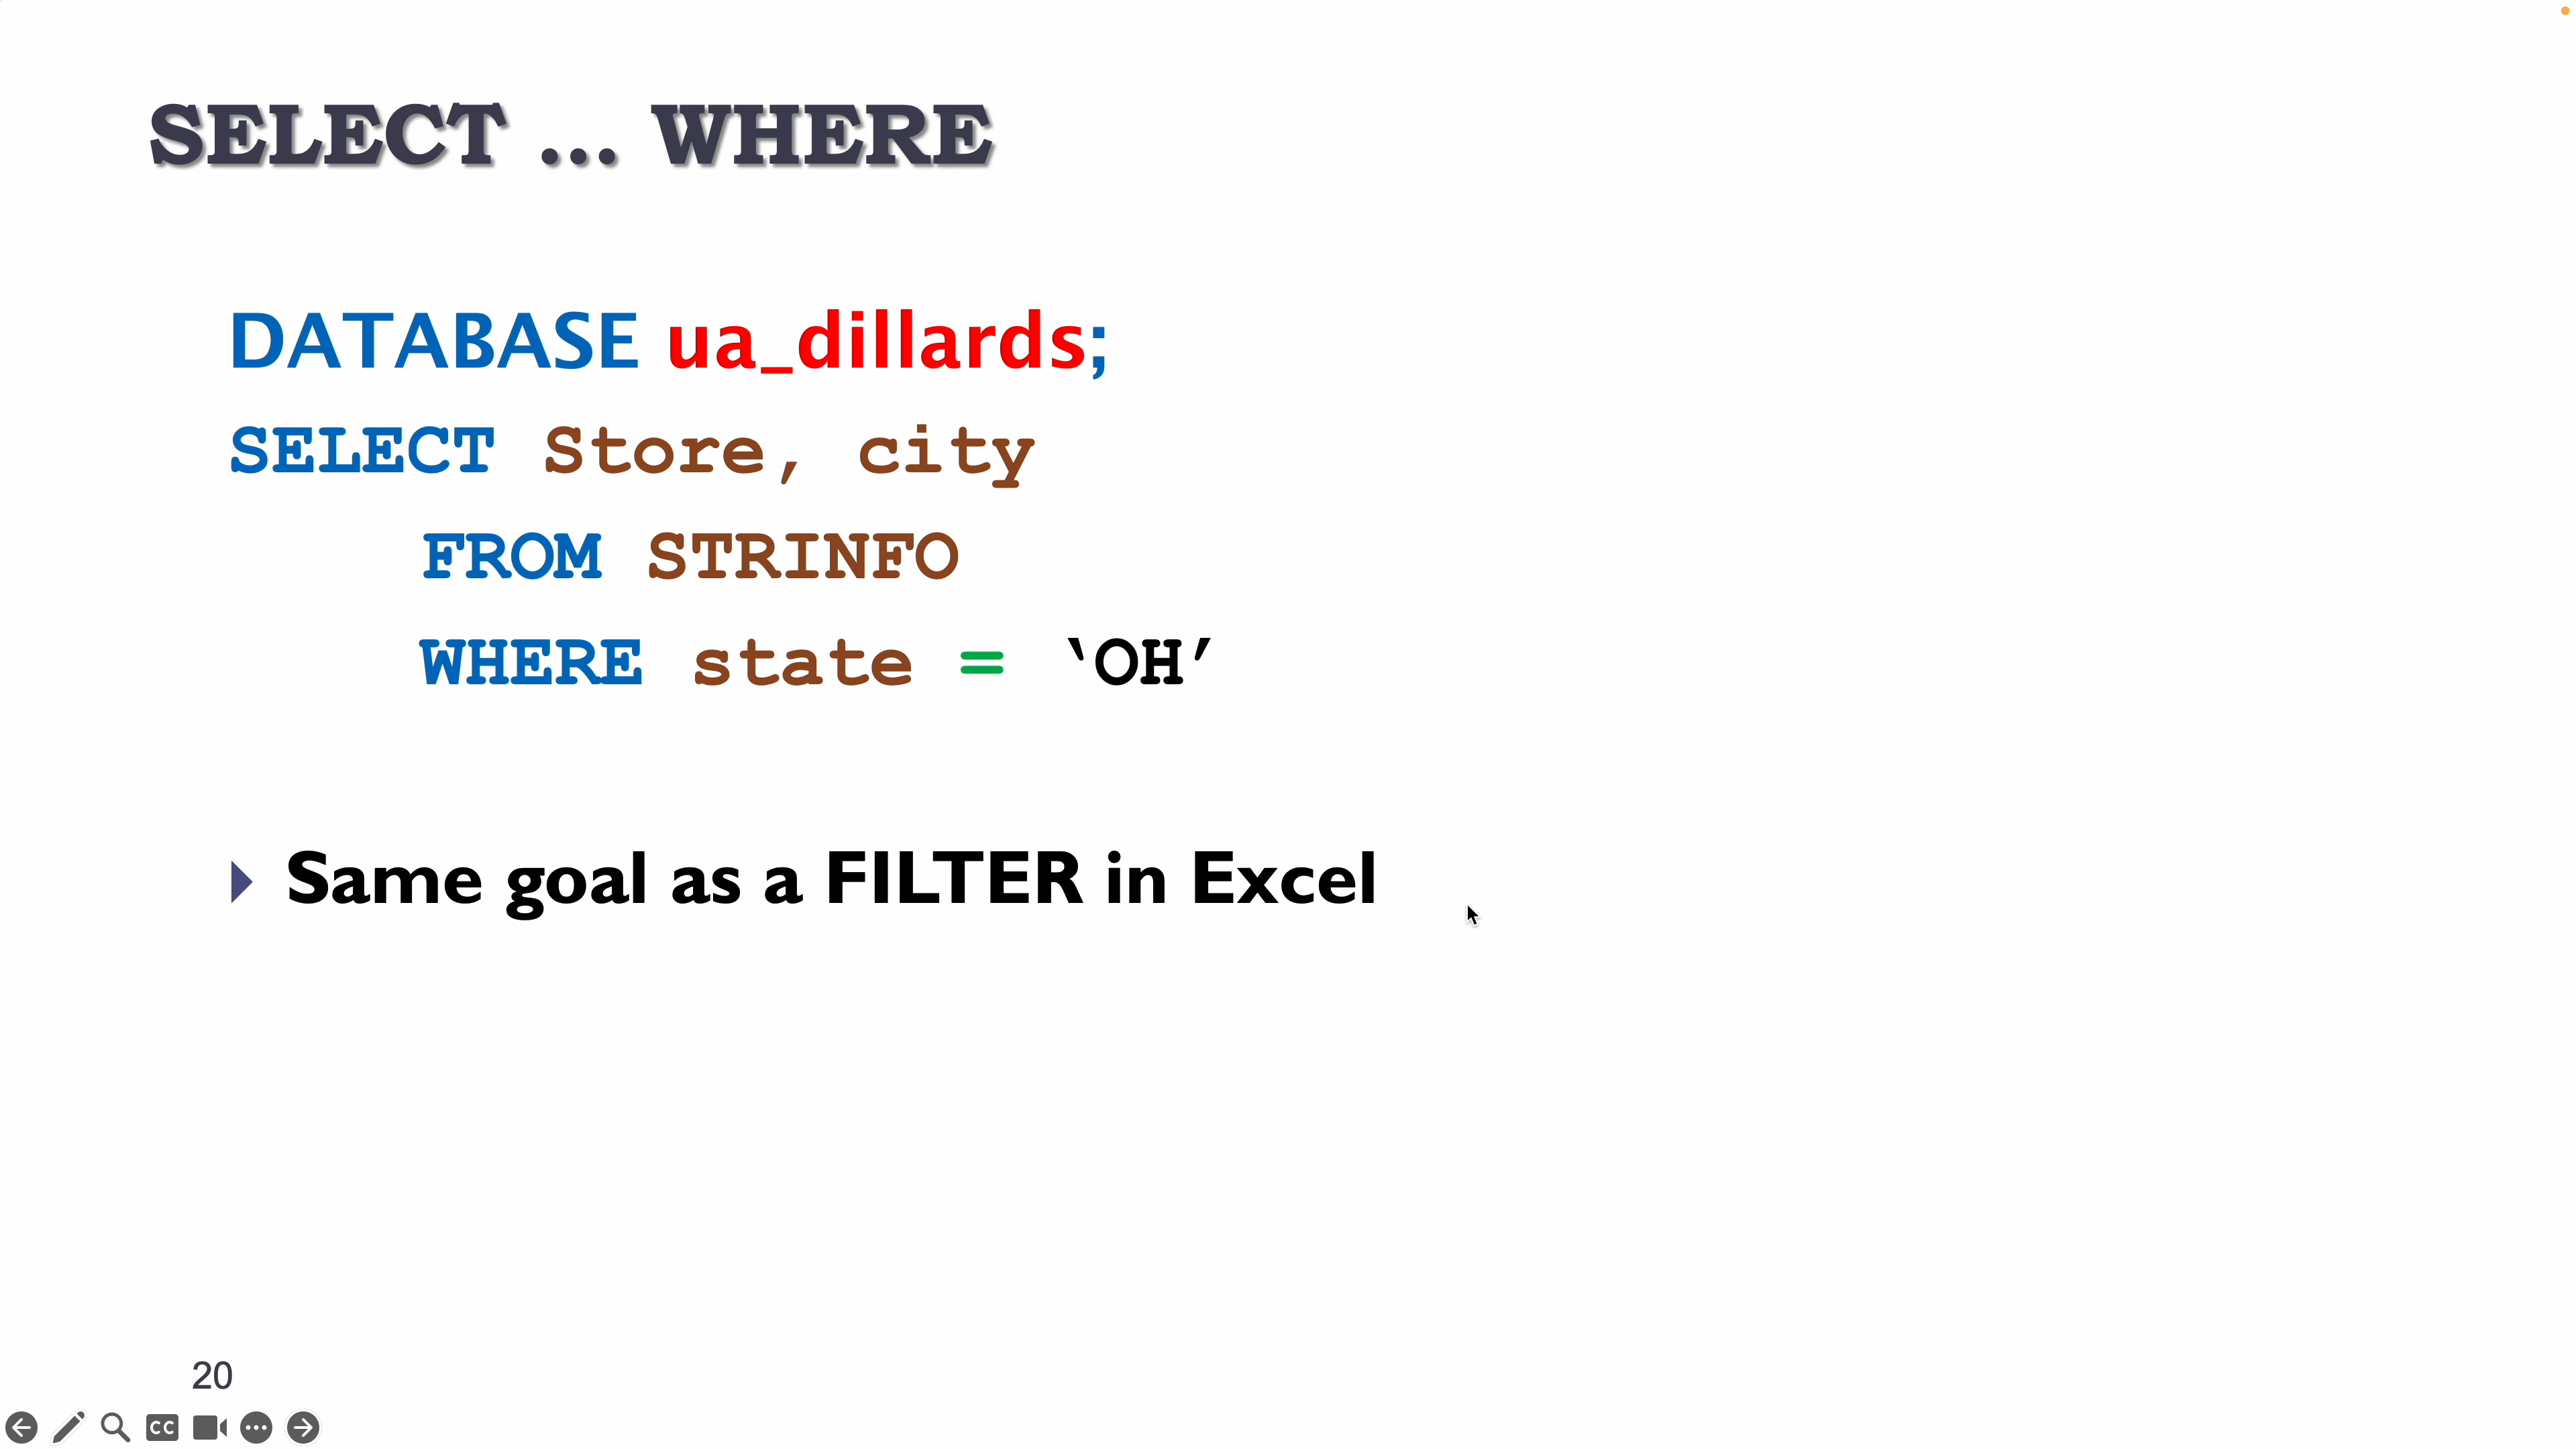 SELECT … WHERE
DATABASE ua_dillards;
SELECT Store, city
FROM STRINFO
WHERE state = ‘OH’
Same goal as a FILTER in Excel
20
CC